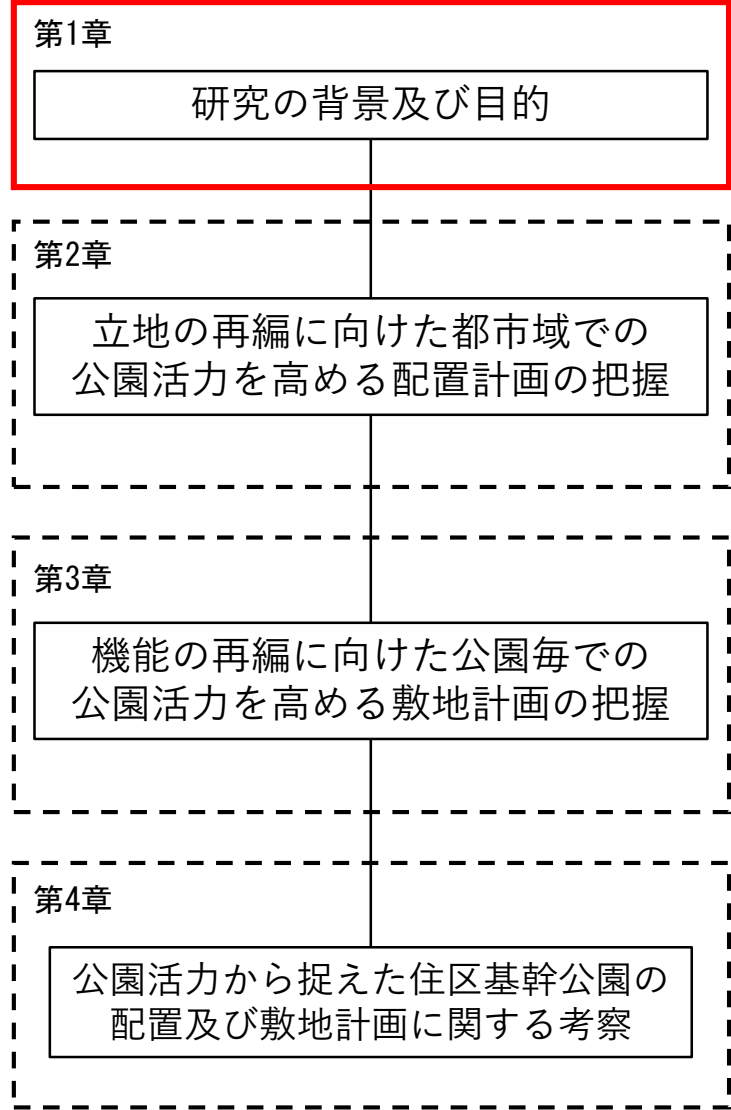 第1章
研究の背景及び目的
第2章
立地の再編に向けた都市域での
公園活力を高める配置計画の把握
第3章
機能の再編に向けた公園毎での
公園活力を高める敷地計画の把握
第4章
公園活力から捉えた住区基幹公園の
配置及び敷地計画に関する考察